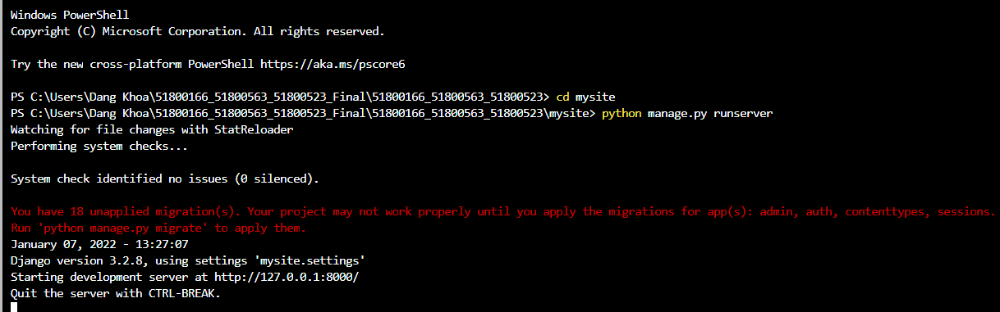 Windows PowerShell
Copyright (C) Microsoft Corporation. All rights reserved.
Try the new cross-platform PowerShell https://aka.ms/pscore6
PS C:\Users\Dang Khoa\51800166_51800563_51800523_Final\51800166_51800563_51800523> cd mysite
PS C:\Users\Dang Khoa\51800166_51800563_51800523_Final\51800166_51800563_51800523\mysite> python manage.py runserver
Watching for file changes with StatReloader
Performing system checks...
System check identified no issues (0 silenced).
You have 18 unapplied migration(s). Your project may not work properly until you apply the migrations for app(s): admin, auth, contenttypes, sessions.
Run 'python manage.py migrate' to apply them.
January 07, 2022 - 13:27:07
Django version 3.2.8, using settings 'mysite.settings'
Starting development server at http://127.0.0.1:8000/
Quit the server with CTRL-BREAK.